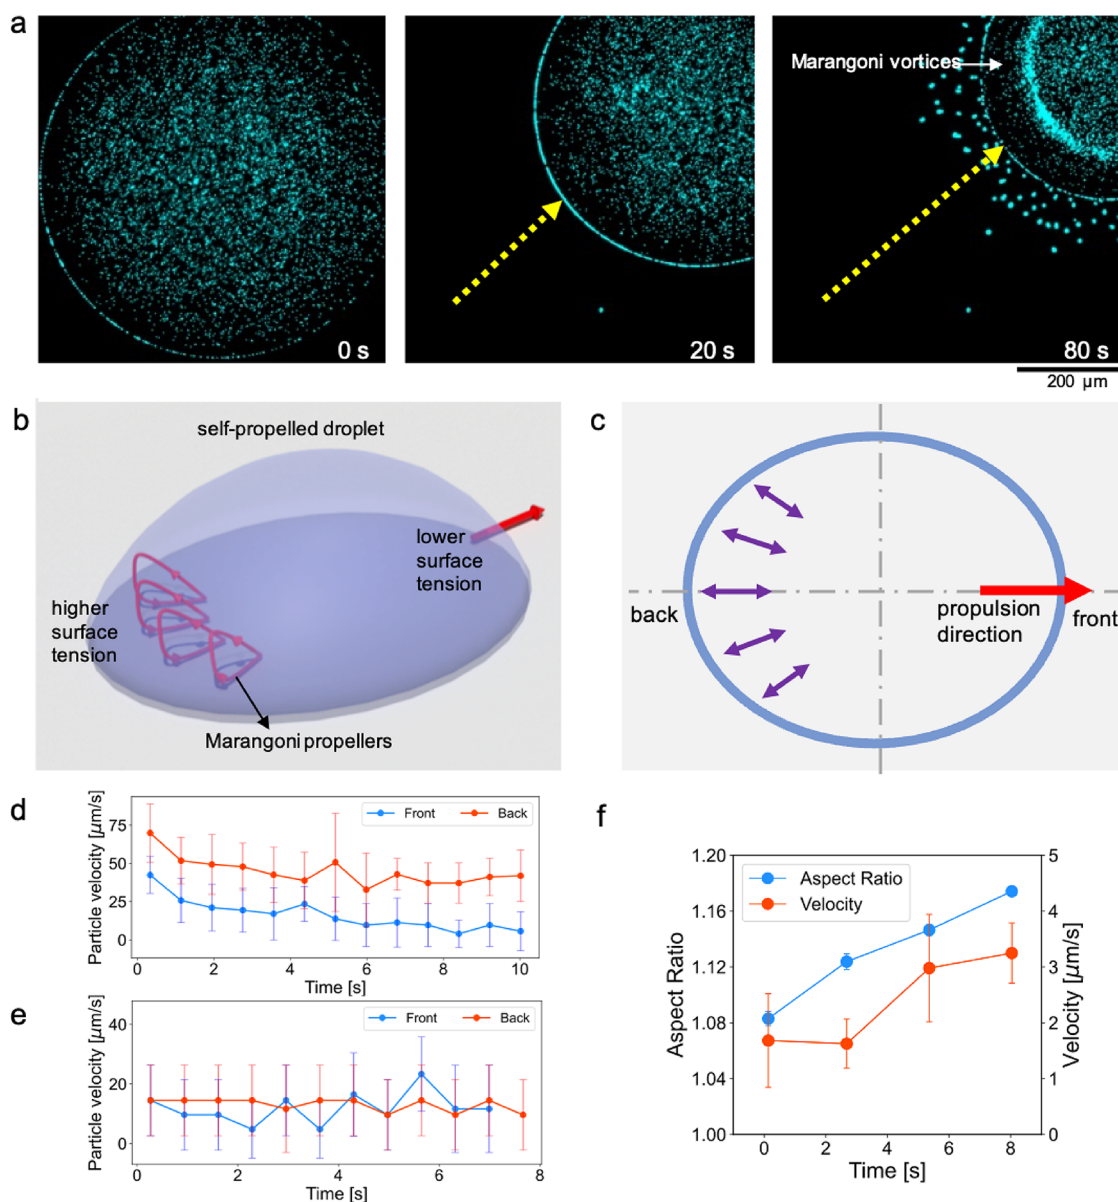 a
Marangoni vortices
0 s
20 s
80 s
200 µm
b
self-propelled droplet
lower
surface
tension
higher
surface
tension
Marangoni propellers
c
back
propulsion
direction
front
d
Particle velocity [µm/s]
75
50
25
0
Front
Back
0
2
4
6
8
10
Time [s]
e
Particle velocity [µm/s]
40
20
0
Front
Back
0
2
4
6
8
Time [s]
f
Aspect Ratio
1.20
1.16
1.12
1.08
1.04
1.00
Aspect Ratio
Velocity
5
4
3
2
1
0
Velocity [µm/s]
0
2
4
6
8
Time [s]